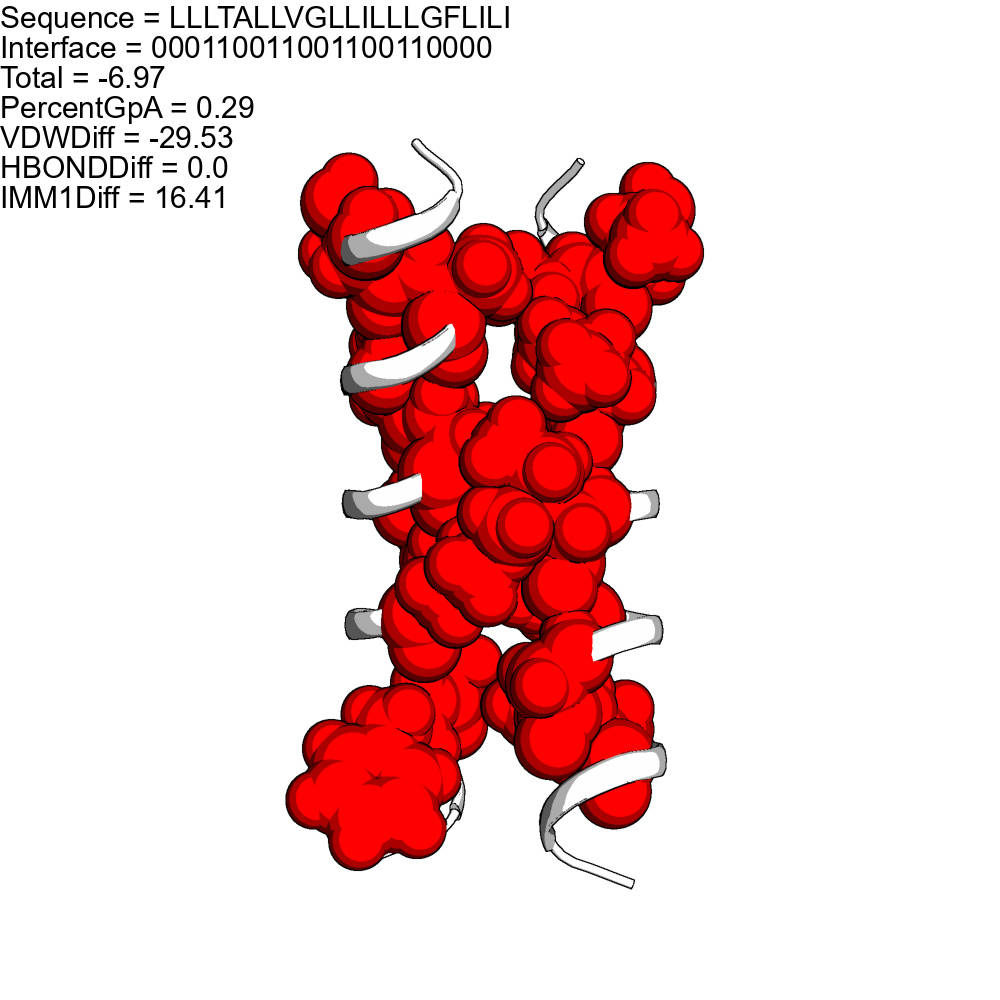 Sequence = LLLTALLVGLLILLLGFLILI
Interface = 000110011001100110000
Total = -6.97
PercentGpA = 0.29
VDWDiff = -29.53
HBONDDiff = 0.0
IMM1Diff = 16.41